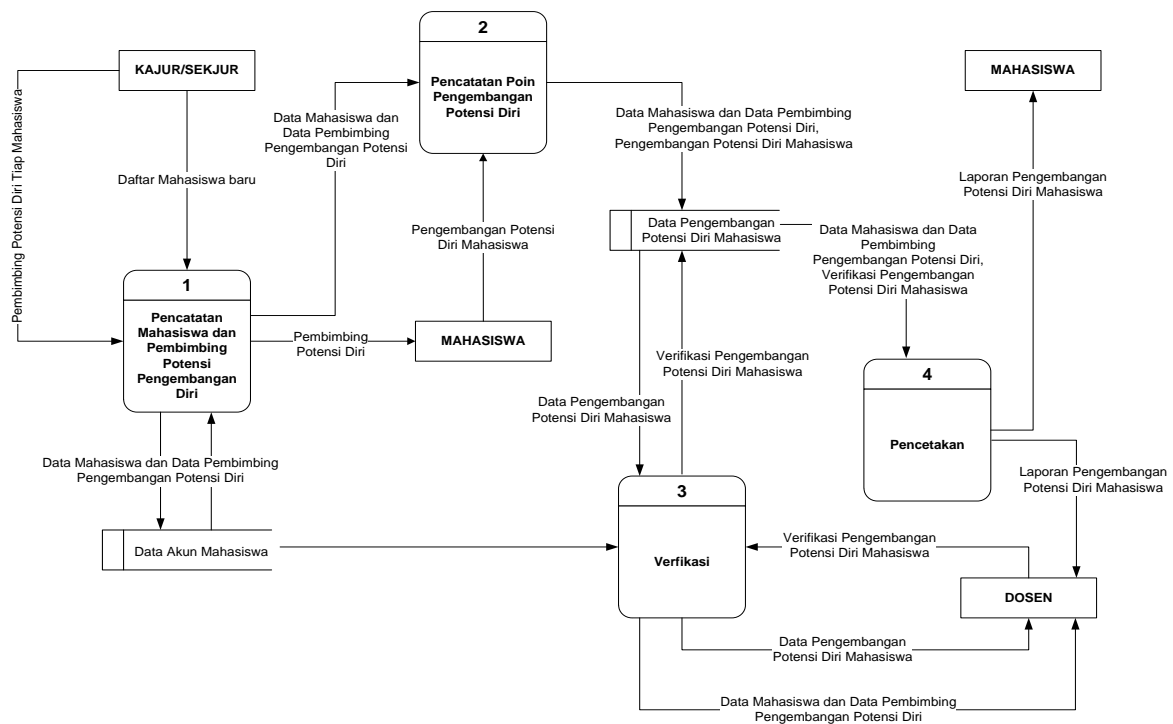 2
KAJUR/SEKJUR
MAHASISWA
Pencatatan Poin
Pengembangan
Potensi Diri
Pembimbing Potensi Diri Tiap Mahasiswa
Data Mahasiswa dan
Data Pembimbing
Pengembangan Potensi
Diri
Data Mahasiswa dan Data Pembimbing
Pengembangan Potensi Diri,
Pengembangan Potensi Diri Mahasiswa
Daftar Mahasiswa baru
Laporan Pengembangan
Potensi Diri Mahasiswa
Pengembangan Potensi
Diri Mahasiswa
Data Pengembangan
Potensi Diri Mahasiswa
Data Mahasiswa dan Data
Pembimbing
Pengembangan Potensi Diri,
Verifikasi Pengembangan
Potensi Diri Mahasiswa
1
Pencatatan
Mahasiswa dan
Pembimbing
Potensi
Pengembangan
Diri
Pembimbing
Potensi Diri
MAHASISWA
Verifikasi Pengembangan
Potensi Diri Mahasiswa
4
Pencetakan
Data Pengembangan
Potensi Diri Mahasiswa
Data Mahasiswa dan Data Pembimbing
Pengembangan Potensi Diri
Laporan Pengembangan
Potensi Diri Mahasiswa
3
Verfikasi
Data Akun Mahasiswa
Verifikasi Pengembangan
Potensi Diri Mahasiswa
DOSEN
Data Pengembangan
Potensi Diri Mahasiswa
Data Mahasiswa dan Data Pembimbing
Pengembangan Potensi Diri